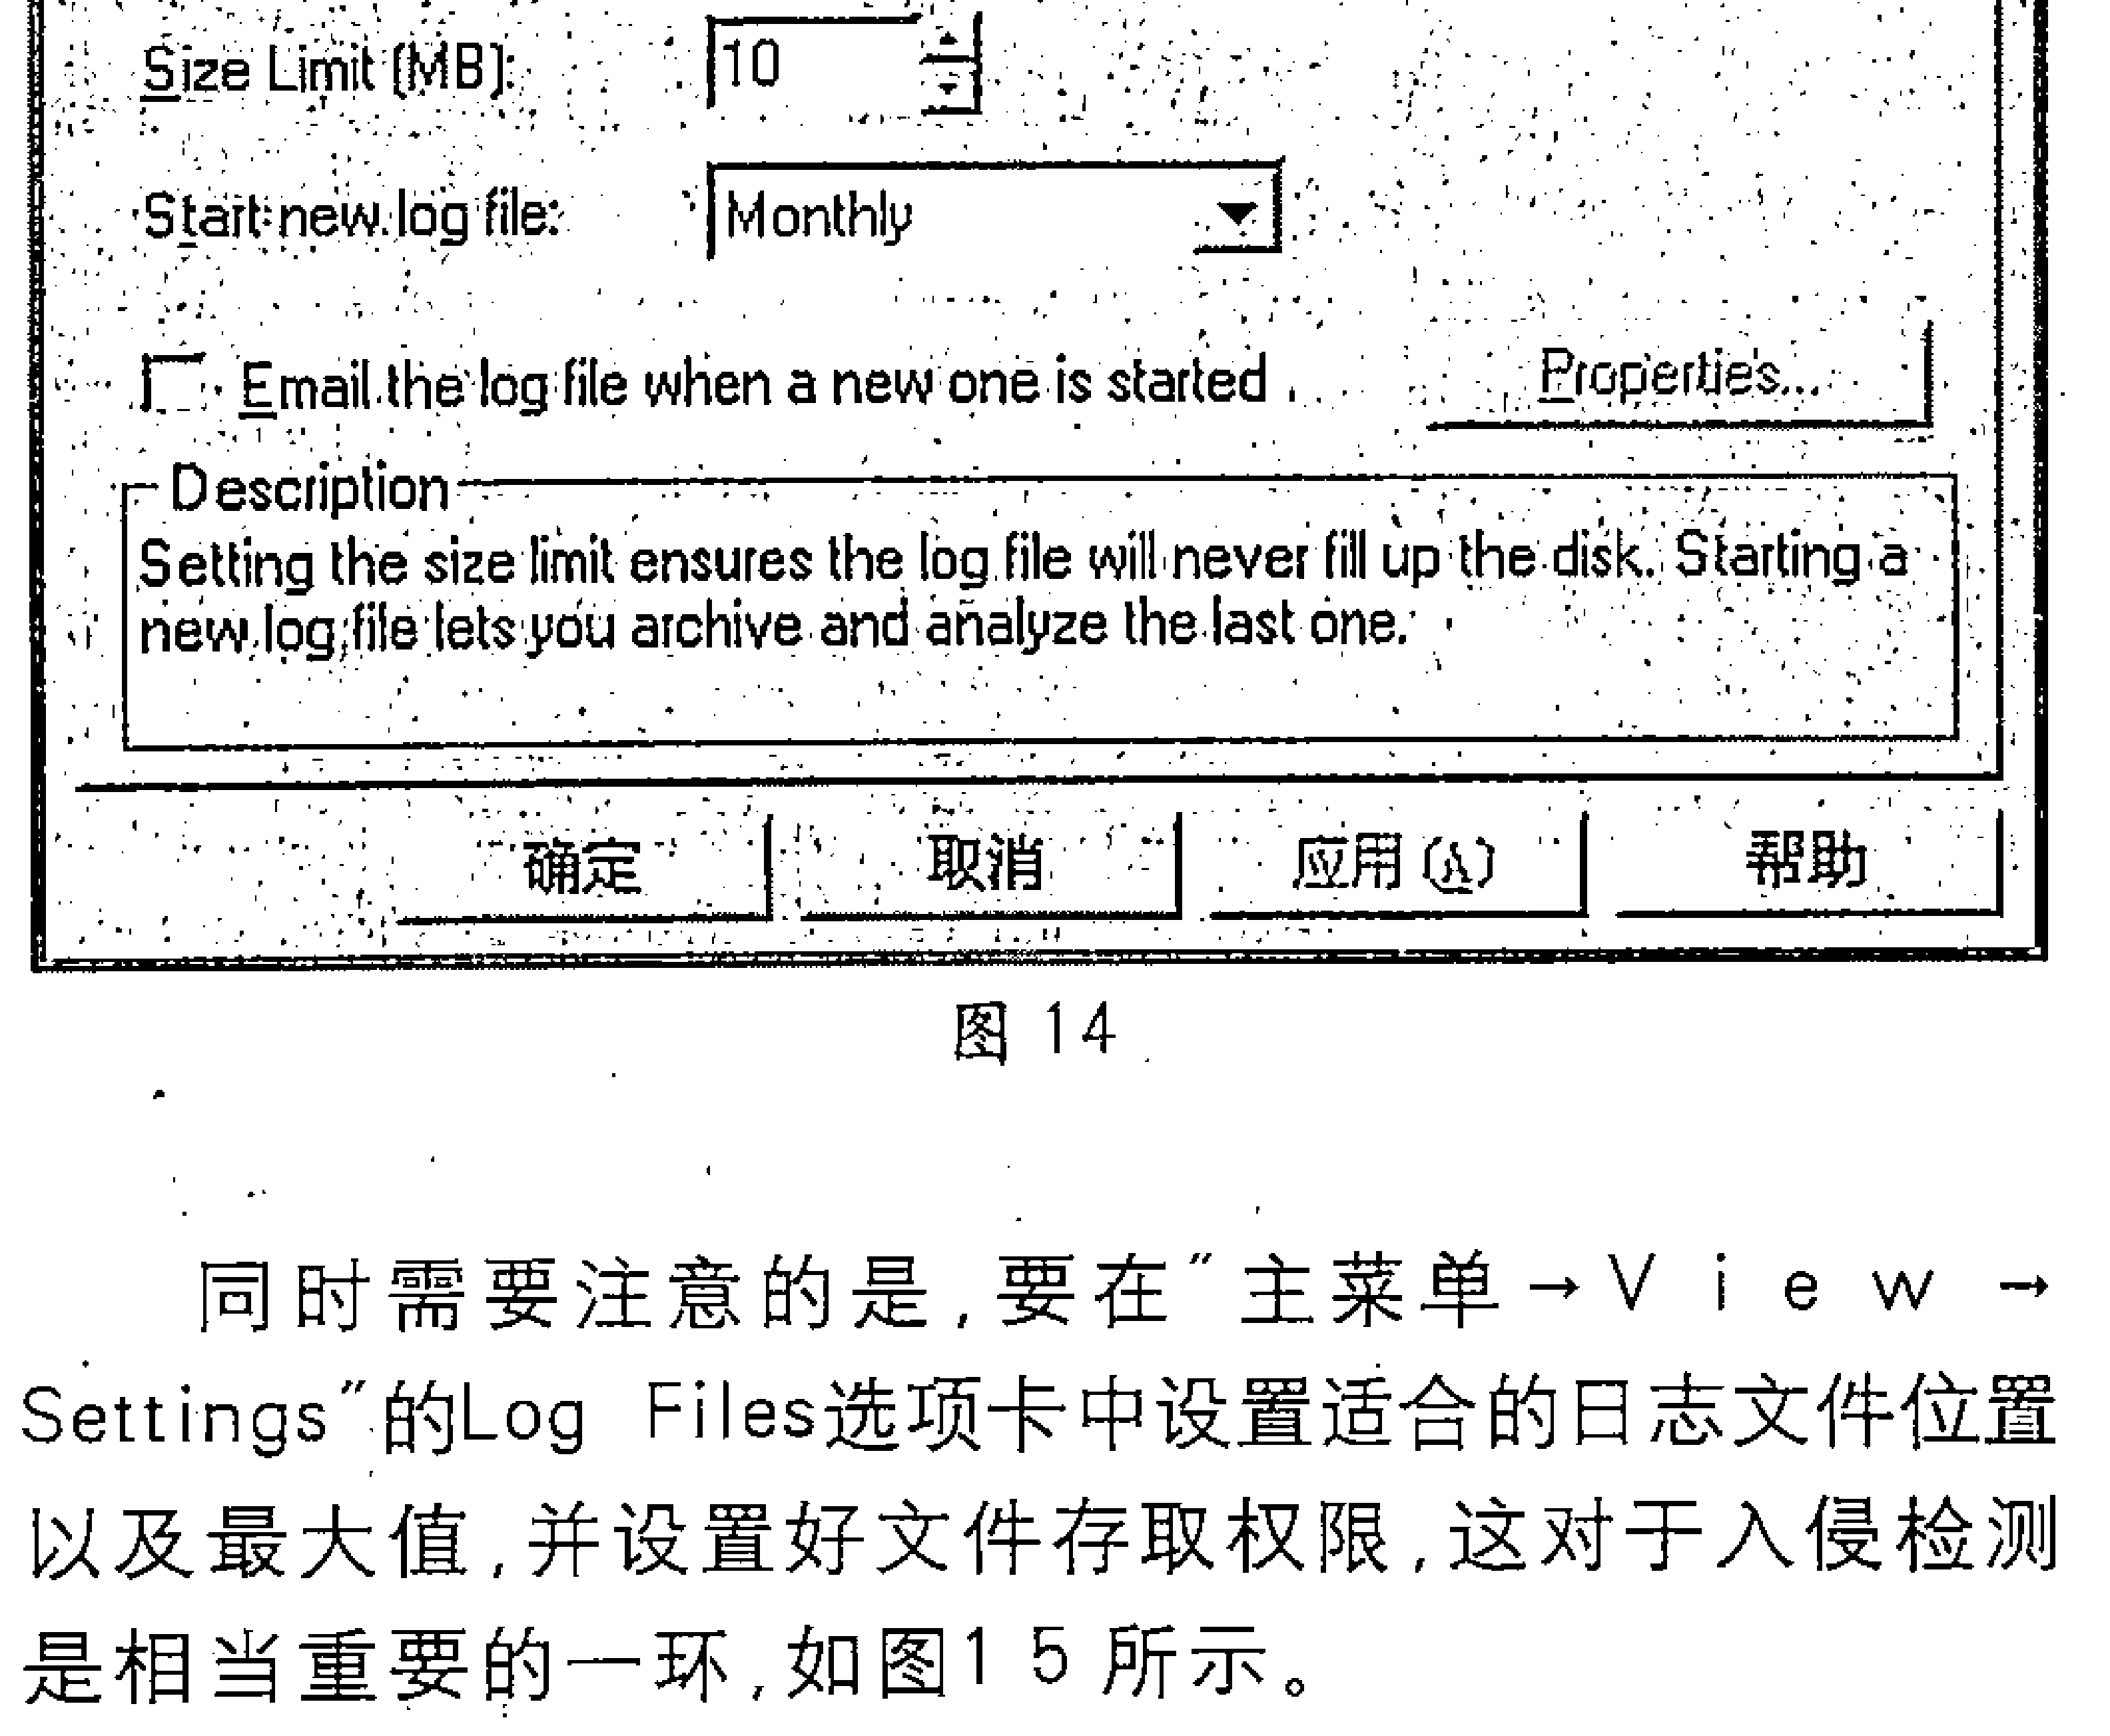 Size Limit (MB): 10
Start new log file: Monthly
Email the log file when a new one is started Properties...
Description
Setting the size limit ensures the log file will never fill up the disk. Starting a
new log file lets you archive and analyze the last one.
确定 取消 应用(A) 帮助
图 14
同时需要注意的是,要在"主菜单→View→
Settings"的Log Files选项卡中设置适合的日志文件位置
以及最大值,并设置好文件存取权限,这对于入侵检测
是相当重要的一环,如图15所示。